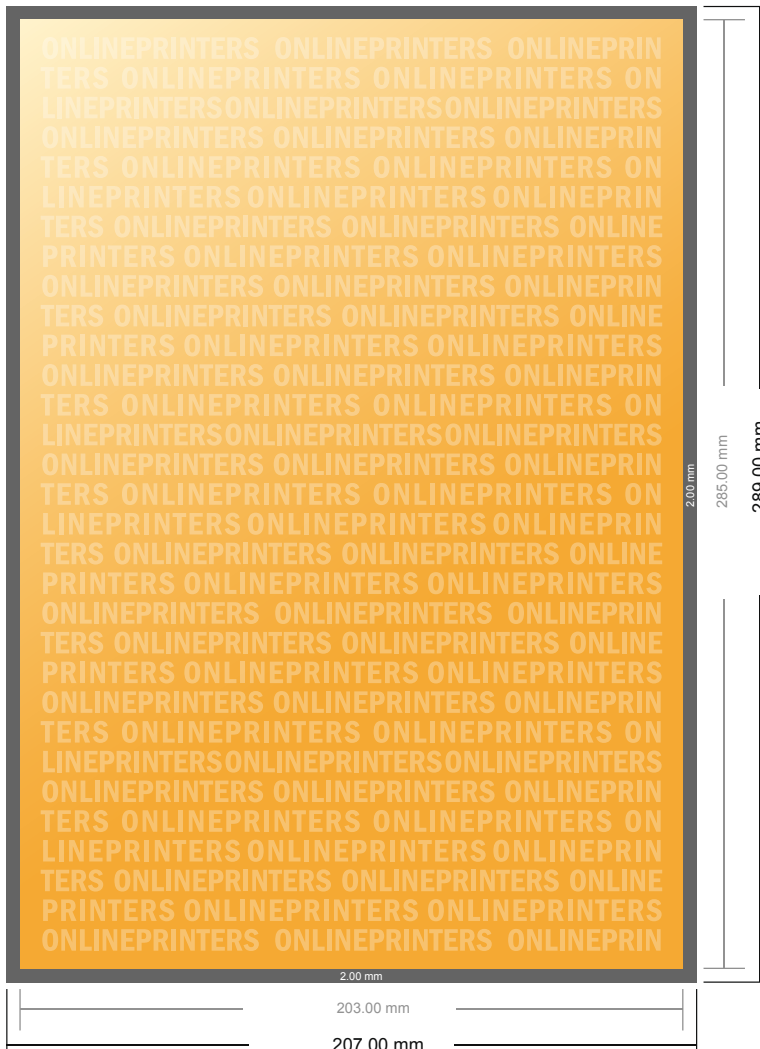 ONLINEPRINTERS ONLINEPRINTERS ONLINEPRIN
TERS ONLINEPRINTERS ONLINEPRINTERS ON
LINEPRINTERSONLINEPRINTERSONLINEPRINTERS
ONLINEPRINTERS ONLINEPRINTERS ONLINEPRIN
TERS ONLINEPRINTERS ONLINEPRINTERS ON
LINEPRINTERS ONLINEPRINTERS ONLINEPRIN
TERS ONLINEPRINTERS ONLINEPRINTERS ONLINE
PRINTERS ONLINEPRINTERS ONLINEPRINTERS
ONLINEPRINTERS ONLINEPRINTERS ONLINEPRIN
TERS ONLINEPRINTERS ONLINEPRINTERS ONLINE
PRINTERS ONLINEPRINTERS ONLINEPRINTERS
ONLINEPRINTERS ONLINEPRINTERS ONLINEPRIN
TERS ONLINEPRINTERS ONLINEPRINTERS ON
LINEPRINTERSONLINEPRINTERSONLINEPRINTERS
ONLINEPRINTERS ONLINEPRINTERS ONLINEPRIN
TERS ONLINEPRINTERS ONLINEPRINTERS ON
LINEPRINTERS ONLINEPRINTERS ONLINEPRIN
TERS ONLINEPRINTERS ONLINEPRINTERS ONLINE
PRINTERS ONLINEPRINTERS ONLINEPRINTERS
ONLINEPRINTERS ONLINEPRINTERS ONLINEPRIN
TERS ONLINEPRINTERS ONLINEPRINTERS ONLINE
PRINTERS ONLINEPRINTERS ONLINEPRINTERS
ONLINEPRINTERS ONLINEPRINTERS ONLINEPRIN
TERS ONLINEPRINTERS ONLINEPRINTERS ON
LINEPRINTERSONLINEPRINTERSONLINEPRINTERS
ONLINEPRINTERS ONLINEPRINTERS ONLINEPRIN
TERS ONLINEPRINTERS ONLINEPRINTERS ON
LINEPRINTERS ONLINEPRINTERS ONLINEPRIN
TERS ONLINEPRINTERS ONLINEPRINTERS ONLINE
PRINTERS ONLINEPRINTERS ONLINEPRINTERS
ONLINEPRINTERS ONLINEPRINTERS ONLINEPRIN
2.00 mm
285.00 mm
289.00 mm
2.00 mm
203.00 mm
207.00 mm